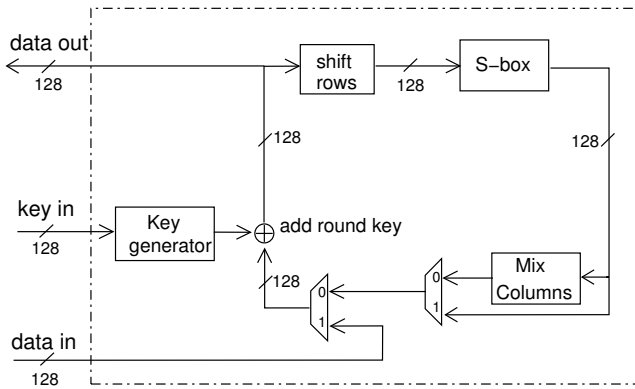 data out
128
shift
rows
128
S-box
128
128
key in
128
Key
generator
add round key
128
0
1
0
1
Mix
Columns
data in
128